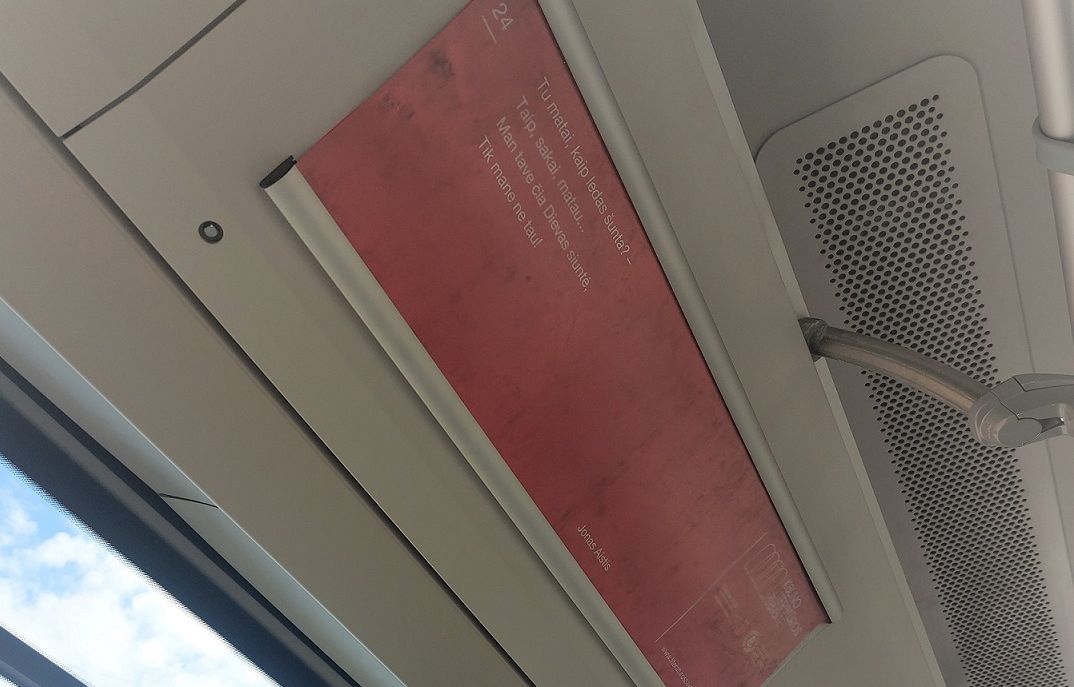 24
Tu matai, kaip ledas šunta? –
Taip, sakai, matau...
Man tave čia Dievas siuntė,
Tik mane ne tau!
Jonas Aistis